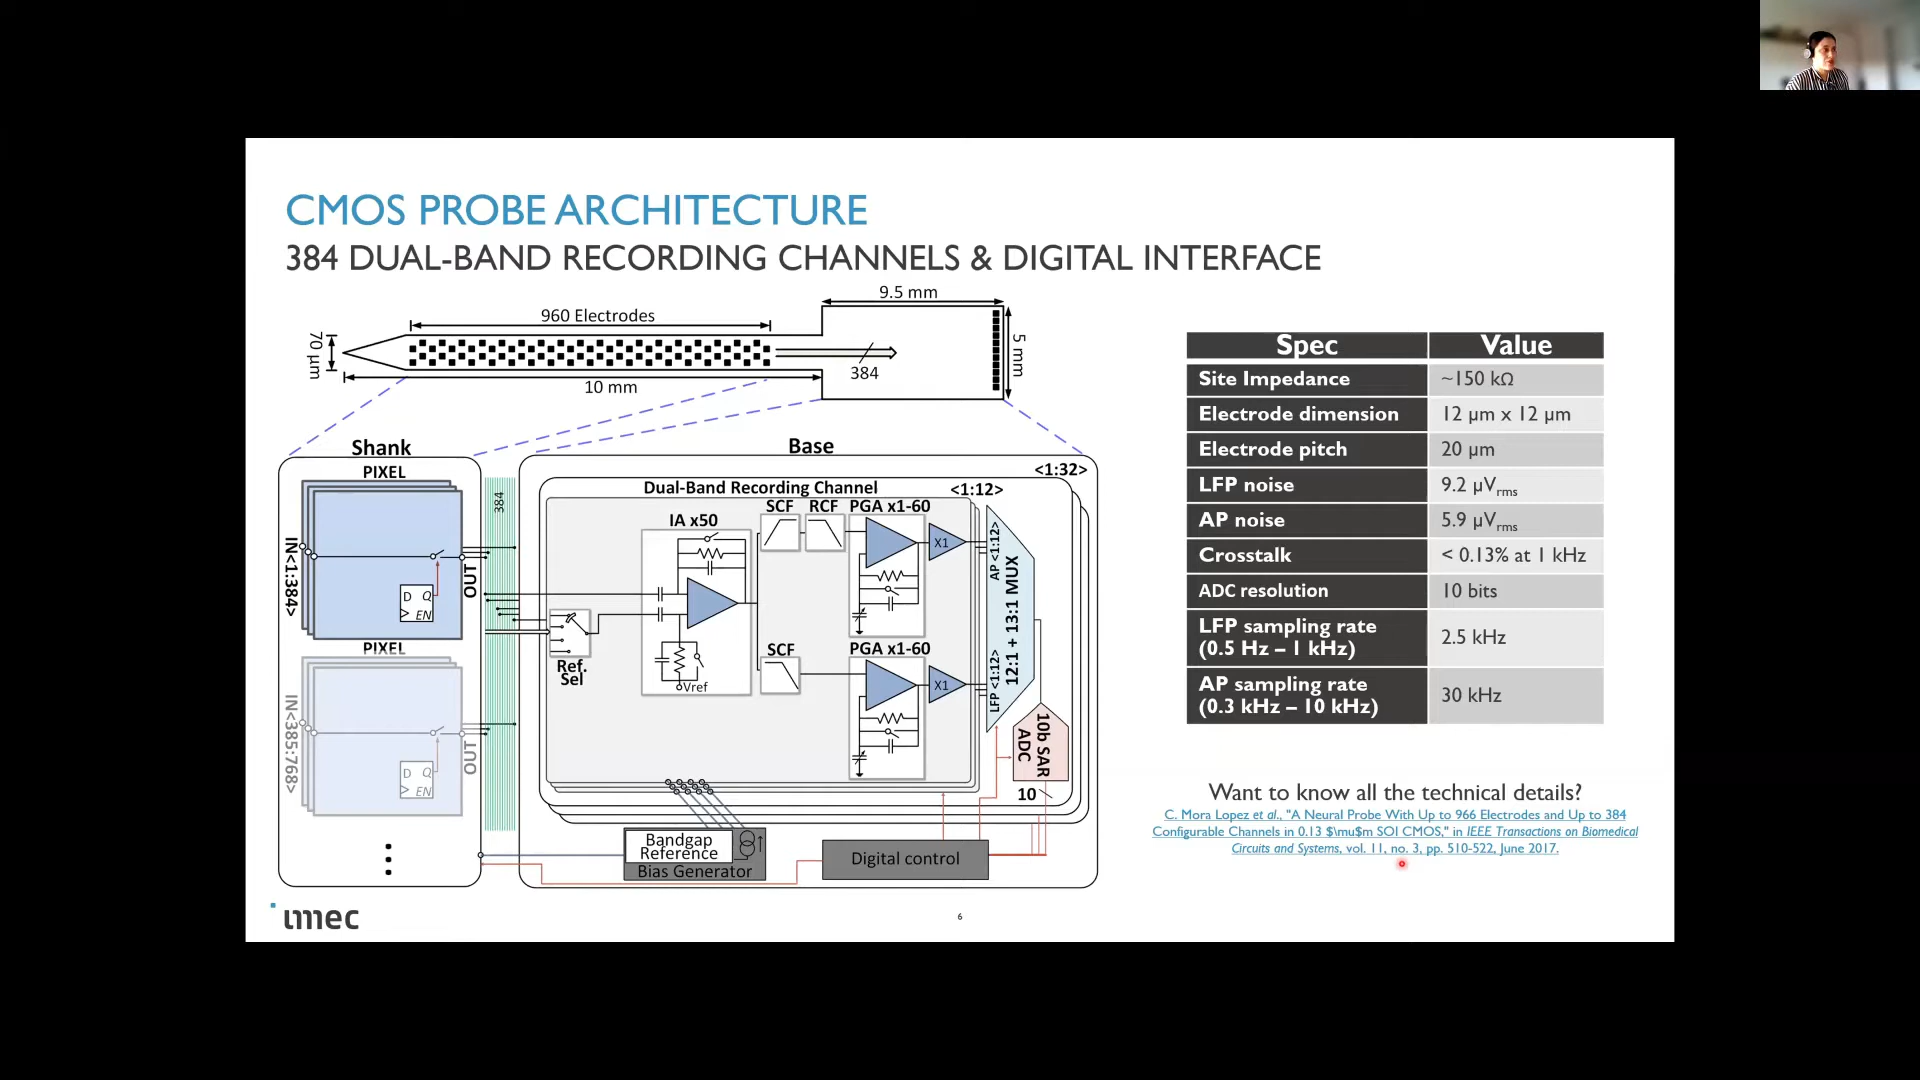 CMOS PROBE ARCHITECTURE
384 DUAL-BAND RECORDING CHANNELS & DIGITAL INTERFACE
9.5 mm
960 Electrodes
70 µm
384
5 mm
10 mm
Shank
PIXEL
IN<1:384>
D Q
EN
OUT
384
PIXEL
IN<385:768>
D Q
EN
OUT
Base
<1:32>
Dual-Band Recording Channel
<1:12>
IA x50
SCF
RCF
PGA x1-60
X1
AP <1:12>
Ref.
Sel
Vref
SCF
PGA x1-60
X1
LFP <1:12>
12:1 + 13:1 MUX
10b SAR
ADC
10
Bandgap
Reference
Bias Generator
Digital control
Spec Value
Site Impedance ~150 kΩ
Electrode dimension 12 µm x 12 µm
Electrode pitch 20 µm
LFP noise 9.2 µVrms
AP noise 5.9 µVrms
Crosstalk < 0.13% at 1 kHz
ADC resolution 10 bits
LFP sampling rate
(0.5 Hz – 1 kHz) 2.5 kHz
AP sampling rate
(0.3 kHz – 10 kHz) 30 kHz
Want to know all the technical details?
C. Mora Lopez et al., "A Neural Probe With Up to 966 Electrodes and Up to 384
Configurable Channels in 0.13 $\mu$m SOI CMOS," in IEEE Transactions on Biomedical
Circuits and Systems, vol. 11, no. 3, pp. 510-522, June 2017.
imec
6